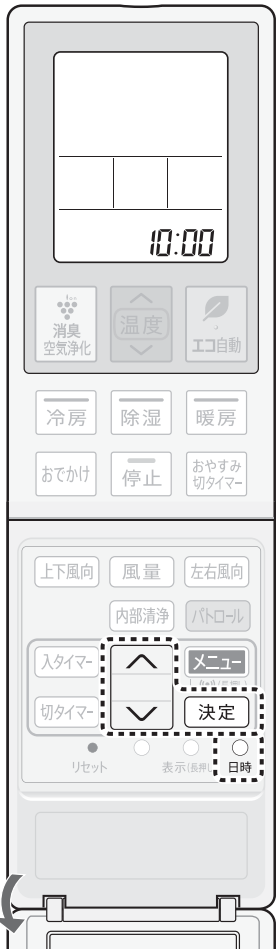 10:00
消臭
空気浄化
温度
エコ自動
冷房
除湿
暖房
おでかけ
停止
おやすみ
切タイマー
上下風向
風量
左右風向
内部清浄
パトロール
入タイマー
メニュー
切タイマー
決定
リセット
表示(長押し
日時